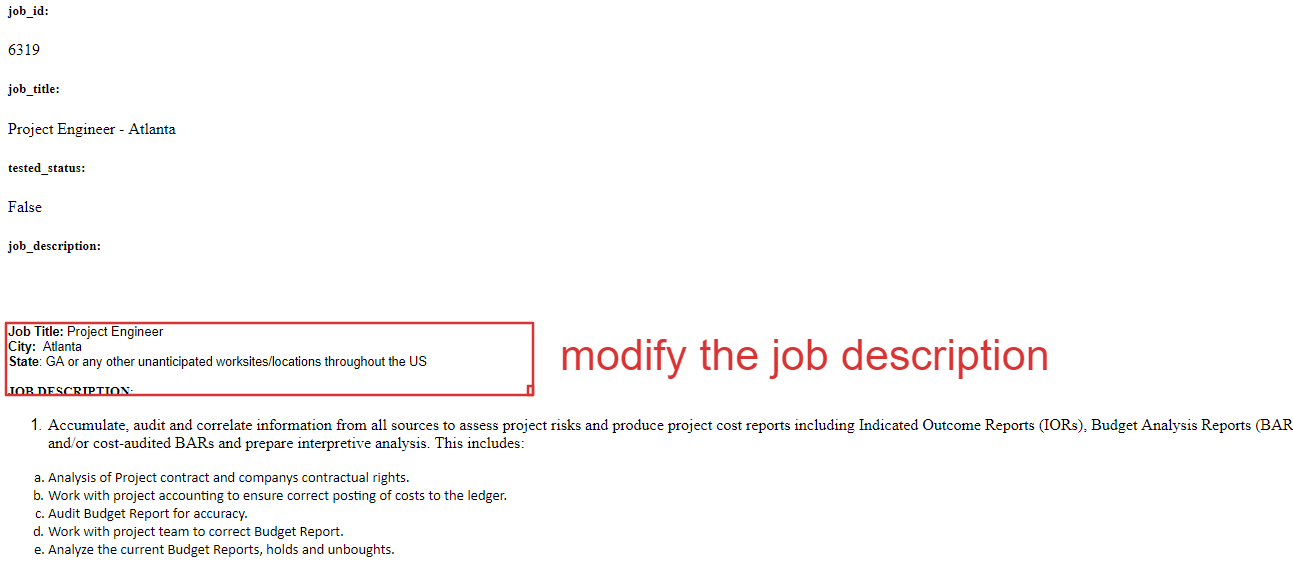 job_id:
6319
job_title:
Project Engineer - Atlanta
tested_status:
False
job_description:
Job Title: Project Engineer
City: Atlanta
State: GA or any other unanticipated worksites/locations throughout the US
modify the job description
JOB DESCRIPTION:
1. Accumulate, audit and correlate information from all sources to assess project risks and produce project cost reports including Indicated Outcome Reports (IORs), Budget Analysis Reports (BAR
and/or cost-audited BARs and prepare interpretive analysis. This includes:
a. Analysis of Project contract and companys contractual rights.
b. Work with project accounting to ensure correct posting of costs to the ledger.
c. Audit Budget Report for accuracy.
d. Work with project team to correct Budget Report.
e. Analyze the current Budget Reports, holds and unboughts.